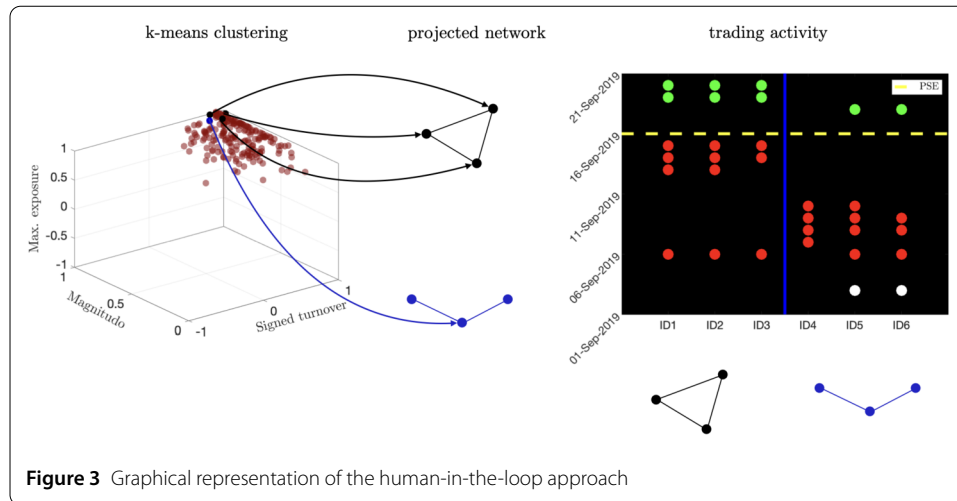 k-means clustering
projected network
trading activity
Max. exposure
1
0.5
0
-0.5
-1
Magnitudo
1
0.5
0
Signed turnover
-1
0
1
PSE
21-Sep-2019
16-Sep-2019
11-Sep-2019
06-Sep-2019
01-Sep-2019
ID1 ID2 ID3 ID4 ID5 ID6
Figure 3 Graphical representation of the human-in-the-loop approach